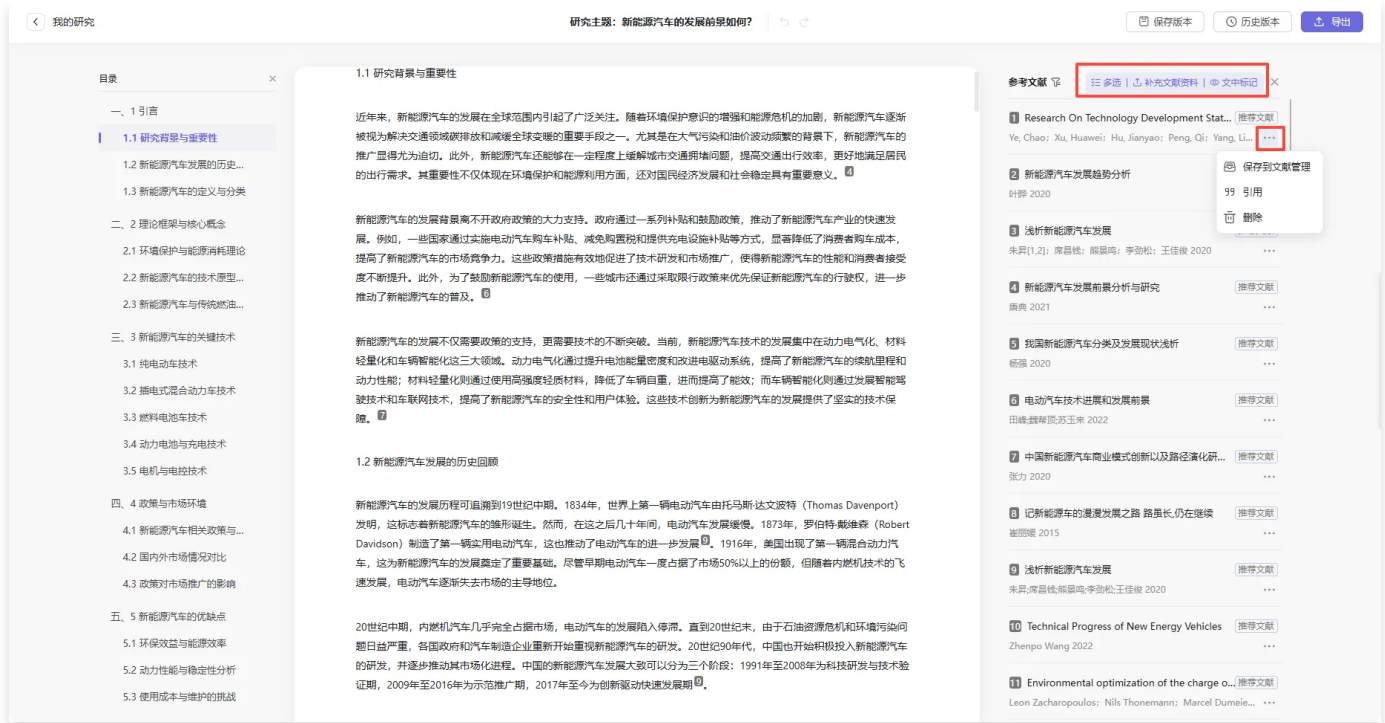 我的研究
研究主题：新能源汽车的发展前景如何？
保存版本
历史版本
导出
目录
一、1 引言
1.1 研究背景与重要性
1.2 新能源汽车发展的历史...
1.3 新能源汽车的定义与分类
二、2 理论框架与核心概念
2.1 环境保护与能源消耗理论
2.2 新能源汽车的技术原型...
2.3 新能源汽车与传统燃油...
三、3 新能源汽车的关键技术
3.1 纯电动车技术
3.2 插电式混合动力车技术
3.3 燃料电池车技术
3.4 动力电池与充电技术
3.5 电机与电控技术
四、4 政策与市场环境
4.1 新能源汽车相关政策与...
4.2 国内外市场情况对比
4.3 政策对市场推广的影响
五、5 新能源汽车的优缺点
5.1 环保效益与能源效率
5.2 动力性能与稳定性分析
5.3 使用成本与维护的挑战
1.1 研究背景与重要性
近年来，新能源汽车的发展在全球范围内引起了广泛关注。随着环境保护意识的增强和能源危机的加剧，新能源汽车逐渐
被视为解决交通领域碳排放和减缓全球变暖的重要手段之一。尤其是在大气污染和油价波动频繁的背景下，新能源汽车的
推广显得尤为迫切。此外，新能源汽车还能够在一定程度上缓解城市交通拥堵问题，提高交通出行效率，更好地满足居民
的出行需求。其重要性不仅体现在环境保护和能源利用方面，还对国民经济发展和社会稳定具有重要意义。4
新能源汽车的发展背景离不开政府政策的大力支持。政府通过一系列补贴和鼓励政策，推动了新能源汽车产业的快速发
展。例如，一些国家通过实施电动汽车购车补贴、减免购置税和提供充电设施补贴等方式，显著降低了消费者购车成本，
提高了新能源汽车的市场竞争力。这些政策措施有效地促进了技术研发和市场推广，使得新能源汽车的性能和消费者接受
度不断提升。此外，为了鼓励新能源汽车的使用，一些城市还通过采取限行政策来优先保证新能源汽车的行驶权，进一步
推动了新能源汽车的普及。6
新能源汽车的发展不仅需要政策的支持，更需要技术的不断突破。当前，新能源汽车技术的发展集中在动力电气化、材料
轻量化和车辆智能化这三大领域。动力电气化通过提升电池能量密度和改进电驱动系统，提高了新能源汽车的续航里程和
动力性能；材料轻量化则通过使用高强度轻质材料，降低了车辆自重，进而提高了能效；而车辆智能化则通过发展智能驾
驶技术和车联网技术，提高了新能源汽车的安全性和用户体验。这些技术创新为新能源汽车的发展提供了坚实的技术保
障。7
1.2 新能源汽车发展的历史回顾
新能源汽车的发展历程可追溯到19世纪中期。1834年，世界上第一辆电动汽车由托马斯·达文波特（Thomas Davenport）
发明，这标志着新能源汽车的雏形诞生。然而，在这之后几十年间，电动汽车发展缓慢。1873年，罗伯特·戴维森（Robert
Davidson）制造了第一辆实用电动汽车，这也推动了电动汽车的进一步发展9。1916年，美国出现了第一辆混合动力汽
车，这为新能源汽车的发展奠定了重要基础。尽管早期电动汽车一度占据了市场50%以上的份额，但随着内燃机技术的飞
速发展，电动汽车逐渐失去市场的主导地位。
20世纪中期，内燃机汽车几乎完全占据市场，电动汽车的发展陷入停滞。直到20世纪末，由于石油资源危机和环境污染问
题日益严重，各国政府和汽车制造企业重新开始重视新能源汽车的研发。20世纪90年代，中国也开始积极投入新能源汽车
的研发，并逐步推动其市场化进程。中国的新能源汽车发展大致可以分为三个阶段：1991年至2008年为科技研发与技术验
证期，2009年至2016年为示范推广期，2017年至今为创新驱动快速发展期9。
参考文献
多选 | 补充文献资料 | 文中标记
1 Research On Technology Development Stat... 推荐文献
Ye, Chao；Xu, Huawei；Hu, Jianyao；Peng, Qi；Yang, Li...
保存到文献管理
引用
删除
2 新能源汽车发展趋势分析
叶晔 2020
3 浅析新能源汽车发展
朱昇[1,2]；席昌钱；熊景鸣；李劲松；王佳俊 2020
4 新能源汽车发展前景分析与研究 推荐文献
唐典 2021
5 我国新能源汽车分类及发展现状浅析 推荐文献
杨强 2020
6 电动汽车技术进展和发展前景 推荐文献
田峰;魏帮顶;苏玉来 2022
7 中国新能源汽车商业模式创新以及路径演化研... 推荐文献
张力 2020
8 记新能源车的漫漫发展之路 路虽长,仍在继续 推荐文献
崔丽媛 2015
9 浅析新能源汽车发展 推荐文献
朱昇;席昌钱;熊景鸣;李劲松;王佳俊 2020
10 Technical Progress of New Energy Vehicles 推荐文献
Zhenpo Wang 2022
11 Environmental optimization of the charge o... 推荐文献
Leon Zacharopoulos；Nils Thonemann；Marcel Dumeie...